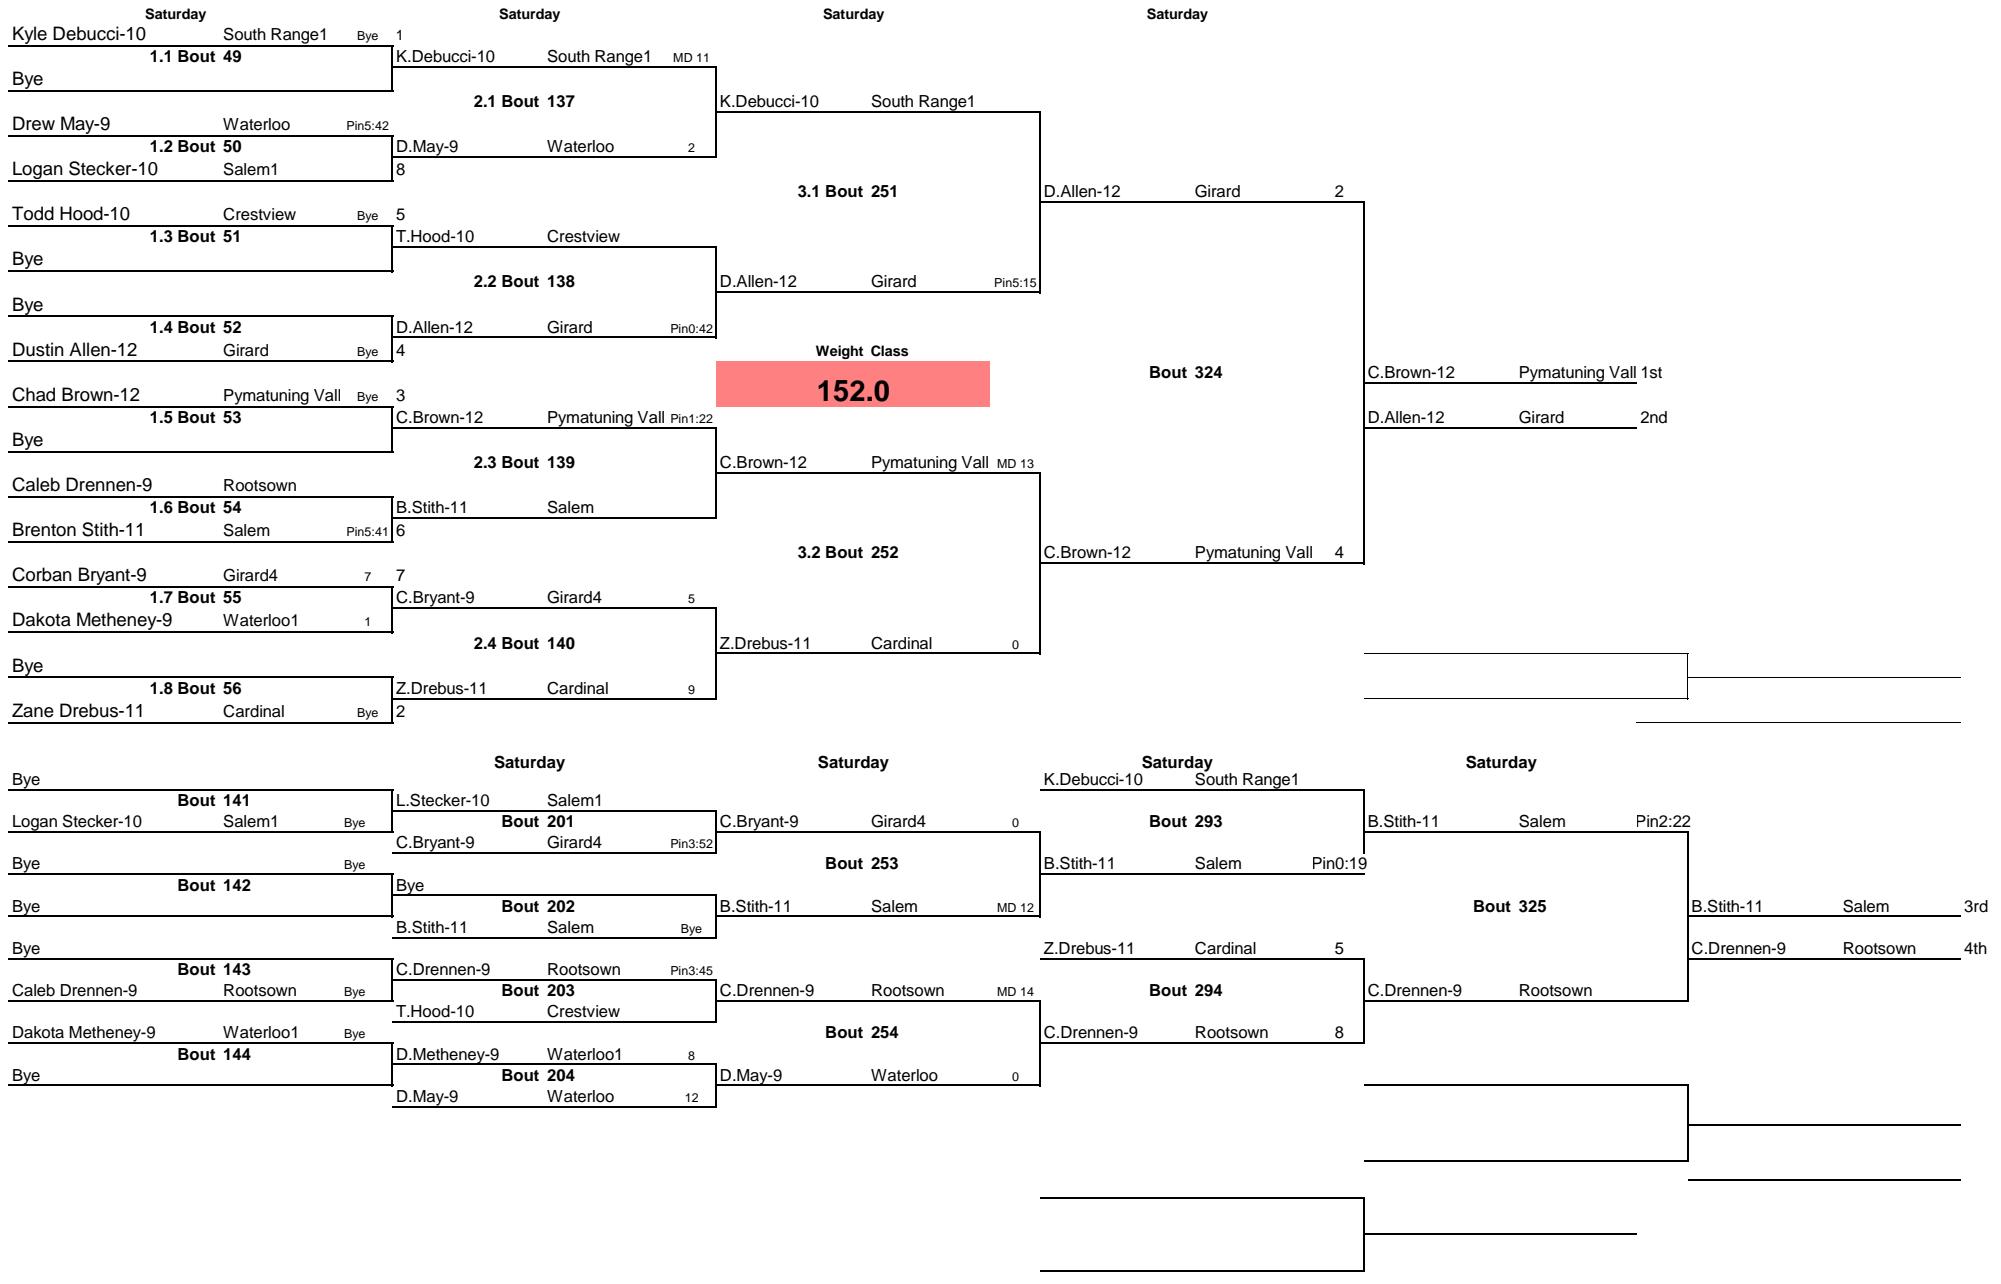 Saturday Saturday Saturday Saturday
Kyle Debucci-10 South Range1 Bye 1
1.1 Bout 49 K.Debucci-10 South Range1 MD 11
Bye
2.1 Bout 137 K.Debucci-10 South Range1
Drew May-9 Waterloo Pin5:42
1.2 Bout 50 D.May-9 Waterloo 2
Logan Stecker-10 Salem1 8
3.1 Bout 251 D.Allen-12 Girard 2
Todd Hood-10 Crestview Bye 5
1.3 Bout 51 T.Hood-10 Crestview
Bye
2.2 Bout 138 D.Allen-12 Girard Pin5:15
Bye
1.4 Bout 52 D.Allen-12 Girard Pin0:42
Dustin Allen-12 Girard Bye 4 Weight Class
Bout 324 C.Brown-12 Pymatuning Vall 1st
Chad Brown-12 Pymatuning Vall Bye 3 152.0
1.5 Bout 53 C.Brown-12 Pymatuning Vall Pin1:22 D.Allen-12 Girard 2nd
Bye
2.3 Bout 139 C.Brown-12 Pymatuning Vall MD 13
Caleb Drennen-9 Rootsown
1.6 Bout 54 B.Stith-11 Salem
Brenton Stith-11 Salem Pin5:41 6
3.2 Bout 252 C.Brown-12 Pymatuning Vall 4
Corban Bryant-9 Girard4 7 7
1.7 Bout 55 C.Bryant-9 Girard4 5
Dakota Metheney-9 Waterloo1 1
2.4 Bout 140 Z.Drebus-11 Cardinal 0
Bye
1.8 Bout 56 Z.Drebus-11 Cardinal 9
Zane Drebus-11 Cardinal Bye 2
Saturday Saturday Saturday Saturday
Bye K.Debucci-10 South Range1
Bout 141 L.Stecker-10 Salem1
Logan Stecker-10 Salem1 Bye Bout 201 C.Bryant-9 Girard4 0 Bout 293 B.Stith-11 Salem Pin2:22
C.Bryant-9 Girard4 Pin3:52
Bye Bye Bout 253 B.Stith-11 Salem Pin0:19
Bout 142 Bye
Bye Bout 202 B.Stith-11 Salem MD 12 Bout 325 B.Stith-11 Salem 3rd
B.Stith-11 Salem Bye
Bye Z.Drebus-11 Cardinal 5 C.Drennen-9 Rootsown 4th
Bout 143 C.Drennen-9 Rootsown Pin3:45
Caleb Drennen-9 Rootsown Bye Bout 203 C.Drennen-9 Rootsown MD 14 Bout 294 C.Drennen-9 Rootsown
T.Hood-10 Crestview
Dakota Metheney-9 Waterloo1 Bye Bout 254 C.Drennen-9 Rootsown 8
Bout 144 D.Metheney-9 Waterloo1 8
Bye Bout 204 D.May-9 Waterloo 0
D.May-9 Waterloo 12